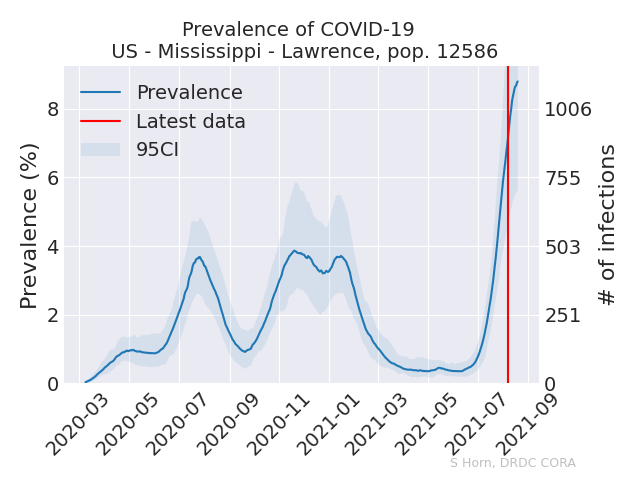 Prevalence of COVID-19
US - Mississippi - Lawrence, pop. 12586
Prevalence
Latest data
95CI
Prevalence (%)
8
6
4
2
0
1006
755
503
251
0
# of infections
2020-03
2020-05
2020-07
2020-09
2020-11
2021-01
2021-03
2021-05
2021-07
2021-09
S Horn, DRDC CORA